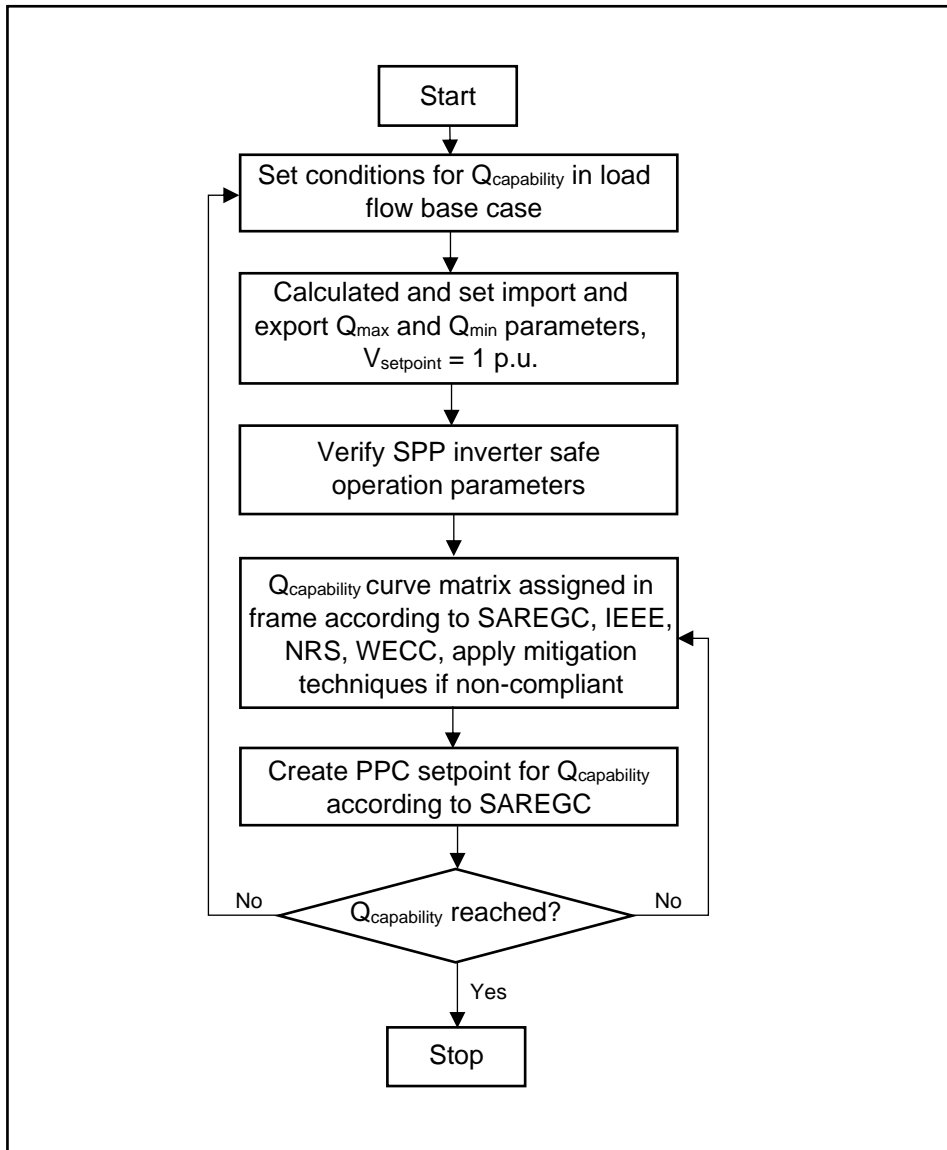 Start
Set conditions for Qcapability in load
flow base case
Calculated and set import and
export Qmax and Qmin parameters,
Vsetpoint = 1 p.u.
Verify SPP inverter safe
operation parameters
Qcapability curve matrix assigned in
frame according to SAREGC, IEEE,
NRS, WECC, apply mitigation
techniques if non-compliant
Create PPC setpoint for Qcapability
according to SAREGC
No
Qcapability reached?
No
Yes
Stop